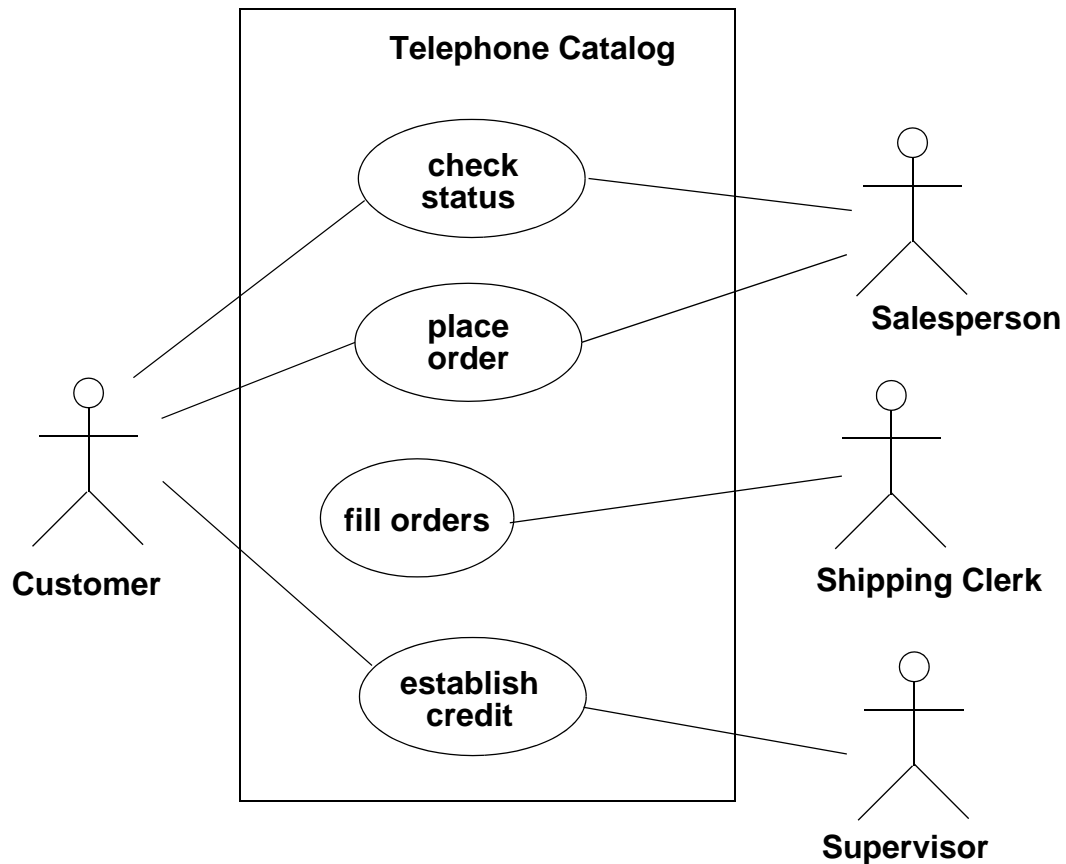 Telephone Catalog
check
status
place
order
Salesperson
fill orders
Customer
Shipping Clerk
establish
credit
Supervisor